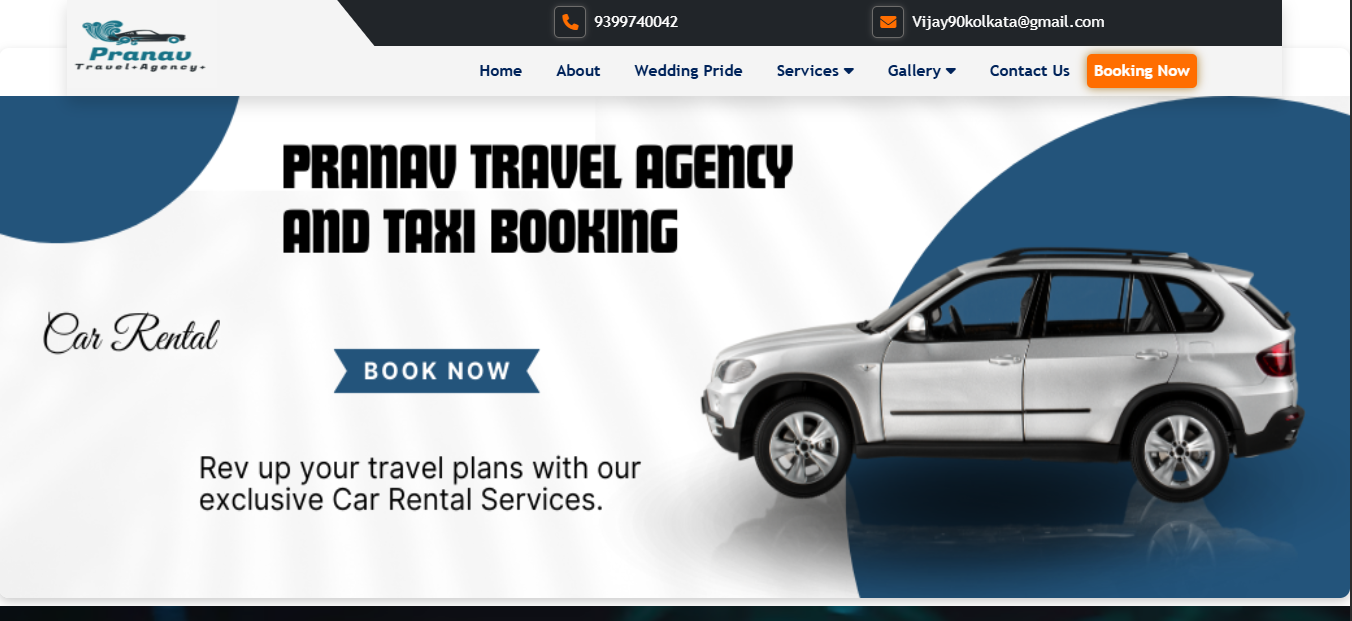 9399740042
Vijay90kolkata@gmail.com
Pranav
Travel+Agency+
Home About Wedding Pride Services Gallery Contact Us Booking Now
PRANAV TRAVEL AGENCY
AND TAXI BOOKING
Car Rental
BOOK NOW
Rev up your travel plans with our
exclusive Car Rental Services.